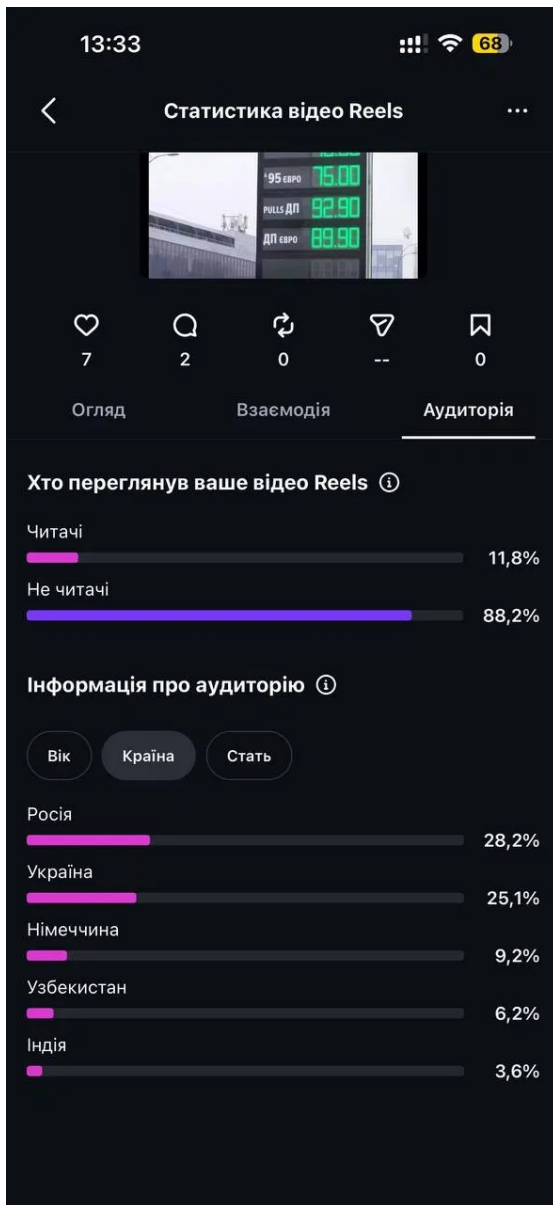 13:33
68
Статистика відео Reels
'95 ЄВРО 75.00
PULLS ДП 92.90
ДП ЄВРО 89.90
7 2 0 -- 0
Огляд Взаємодія Аудиторія
Хто переглянув ваше відео Reels
Читачі
11,8%
Не читачі
88,2%
Інформація про аудиторію
Вік Країна Стать
Росія
28,2%
Україна
25,1%
Німеччина
9,2%
Узбекистан
6,2%
Індія
3,6%